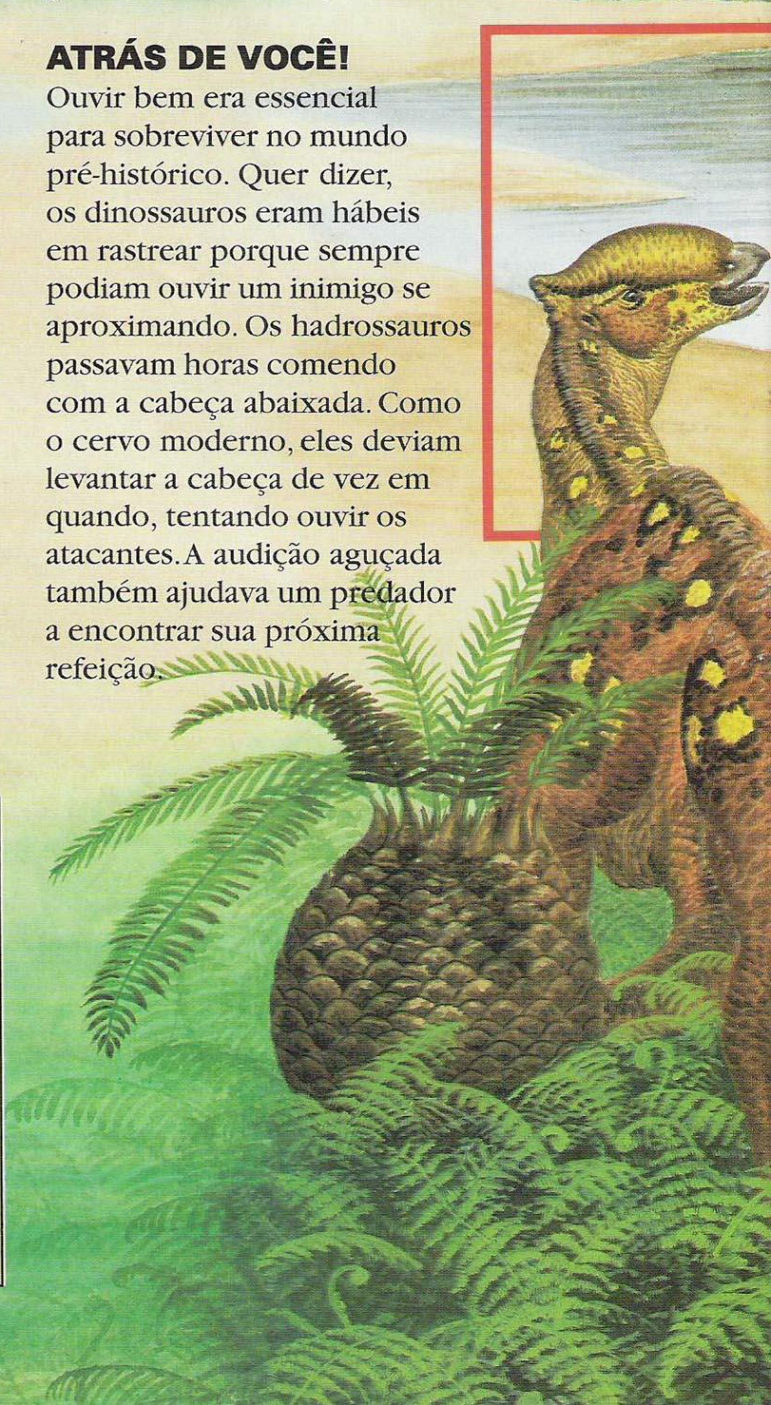 ATRÁS DE VOCÊ!
Ouvir bem era essencial
para sobreviver no mundo
pré-histórico. Quer dizer,
os dinossauros eram hábeis
em rastrear porque sempre
podiam ouvir um inimigo se
aproximando. Os hadrossauros
passavam horas comendo
com a cabeça abaixada. Como
o cervo moderno, eles deviam
levantar a cabeça de vez em
quando, tentando ouvir os
atacantes. A audição aguçada
também ajudava um predador
a encontrar sua próxima
refeição.